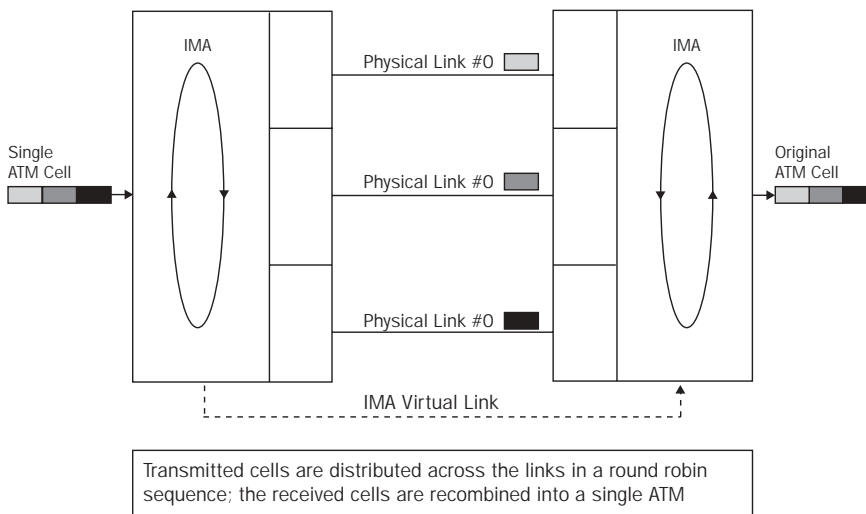 IMA
IMA
Physical Link #0
Single
ATM Cell
Physical Link #0
Original
ATM Cell
Physical Link #0
IMA Virtual Link
Transmitted cells are distributed across the links in a round robin
sequence; the received cells are recombined into a single ATM